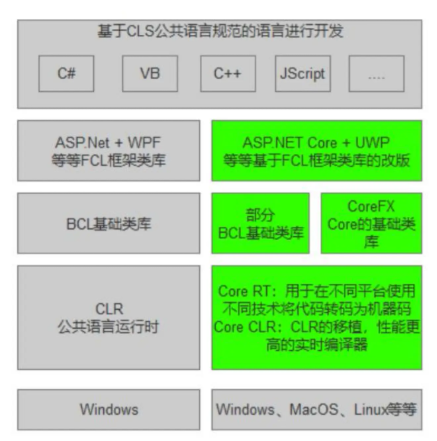 基于CLS公共语言规范的语言进行开发
C#
VB
C++
JScript
....
ASP.Net + WPF
等等FCL框架类库
ASP.NET Core + UWP
等等基于FCL框架类库的改版
BCL基础类库
部分
BCL基础类库
CoreFX
Core的基础类
库
CLR
公共语言运行时
Core RT：用于在不同平台使用
不同技术将代码转码为机器码
Core CLR：CLR的移植，性能更
高的实时编译器
Windows
Windows、MacOS、Linux等等